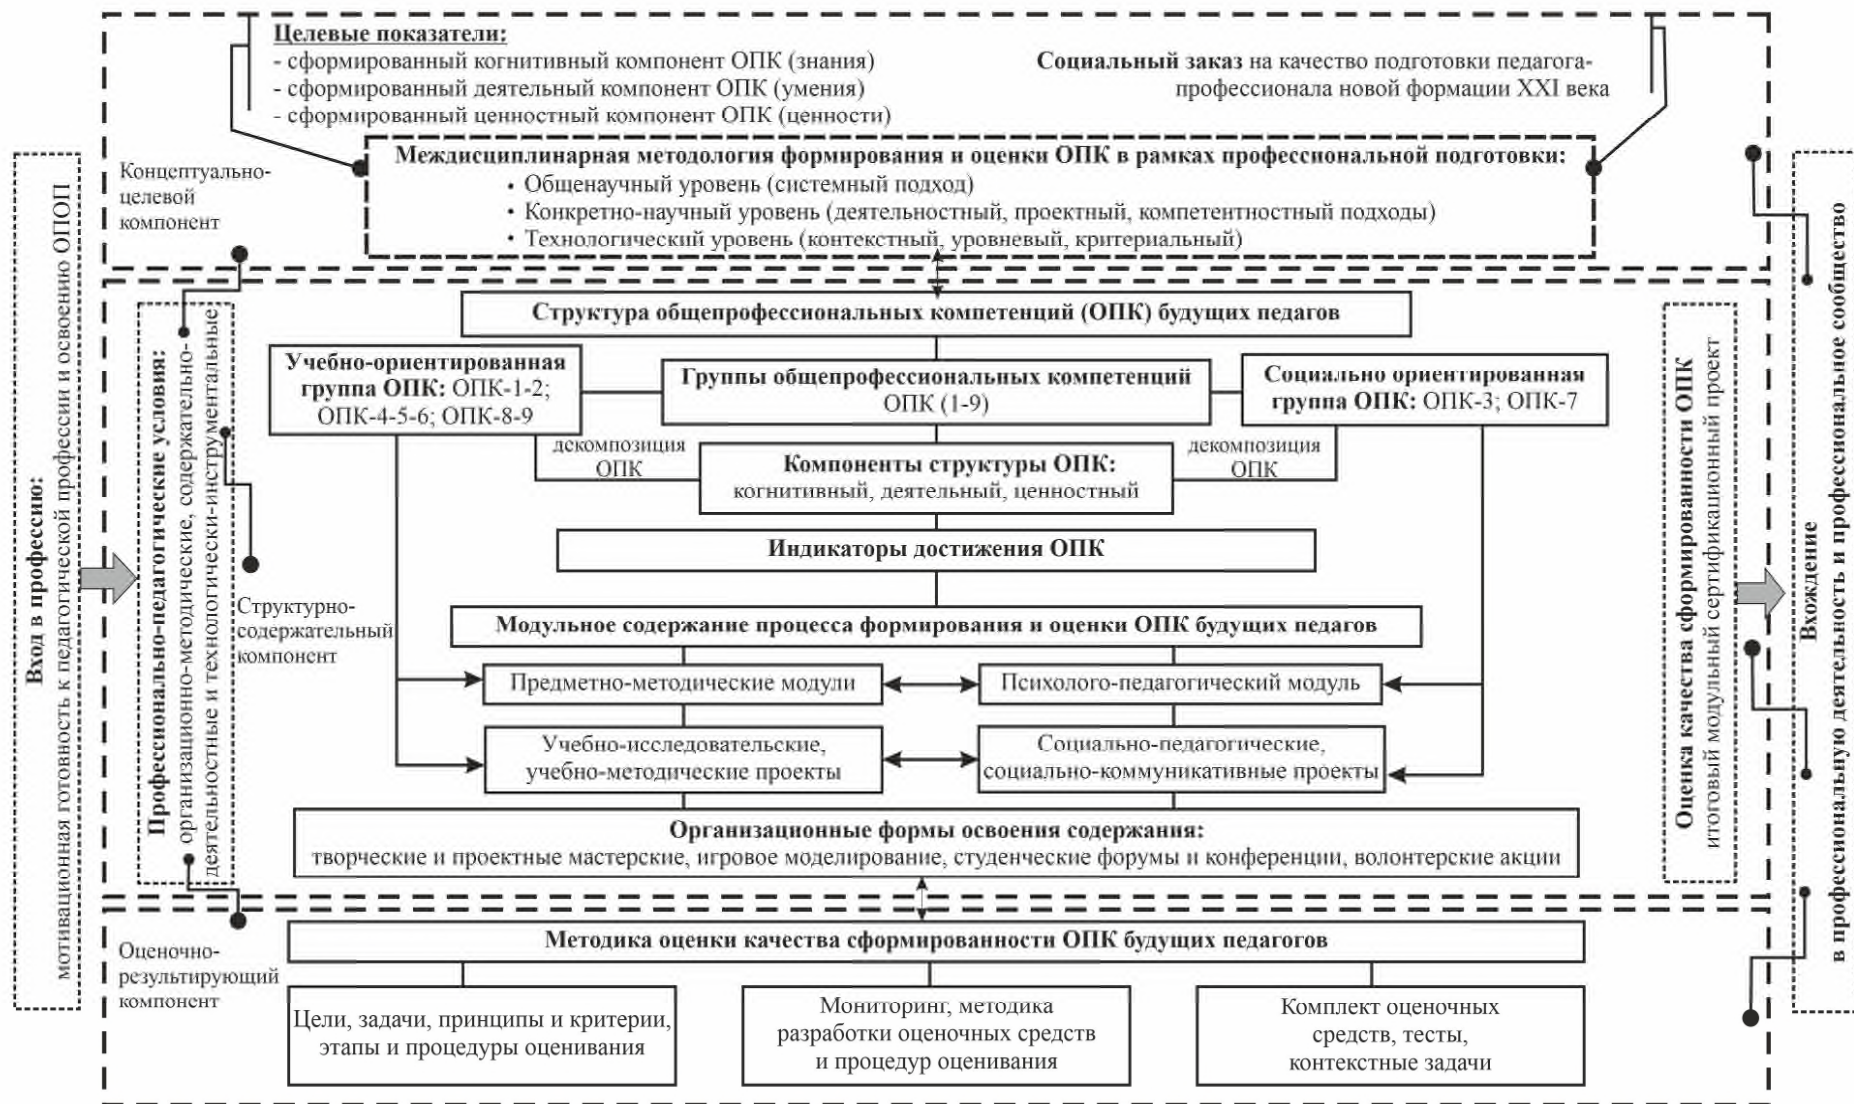 Целевые показатели:
- сформированный когнитивный компонент ОПК (знания)
- сформированный деятельный компонент ОПК (умения)
- сформированный ценностный компонент ОПК (ценности)
Социальный заказ на качество подготовки педагога-
профессионала новой формации XXI века
Междисциплинарная методология формирования и оценки ОПК в рамках профессиональной подготовки:
• Общенаучный уровень (системный подход)
• Конкретно-научный уровень (деятельностный, проектный, компетентностный подходы)
• Технологический уровень (контекстный, уровневый, критериальный)
Концептуально-
целевой
компонент
Вход в профессию:
мотивационная готовность к педагогической профессии и освоению ОПОП
Профессионально-педагогические условия:
организационно-методические, содержательно-
деятельностные и технологически-инструментальные
Структура общепрофессиональных компетенций (ОПК) будущих педагов
Учебно-ориентированная
группа ОПК: ОПК-1-2;
ОПК-4-5-6; ОПК-8-9
Группы общепрофессиональных компетенций
ОПК (1-9)
Социально ориентированная
группа ОПК: ОПК-3; ОПК-7
декомпозиция
ОПК
Компоненты структуры ОПК:
когнитивный, деятельный, ценностный
декомпозиция
ОПК
Индикаторы достижения ОПК
Структурно-
содержательный
компонент
Модульное содержание процесса формирования и оценки ОПК будущих педагов
Предметно-методические модули
Психолого-педагогический модуль
Учебно-исследовательские,
учебно-методические проекты
Социально-педагогические,
социально-коммуникативные проекты
Организационные формы освоения содержания:
творческие и проектные мастерские, игровое моделирование, студенческие форумы и конференции, волонтерские акции
Оценка качества сформированности ОПК
итоговый модульный сертификационный проект
Вхождение
в профессиональную деятельность и профессиональное сообщество
Оценочно-
результирующий
компонент
Методика оценки качества сформированности ОПК будущих педагогов
Цели, задачи, принципы и критерии,
этапы и процедуры оценивания
Мониторинг, методика
разработки оценочных средств
и процедур оценивания
Комплект оценочных
средств, тесты,
контекстные задачи